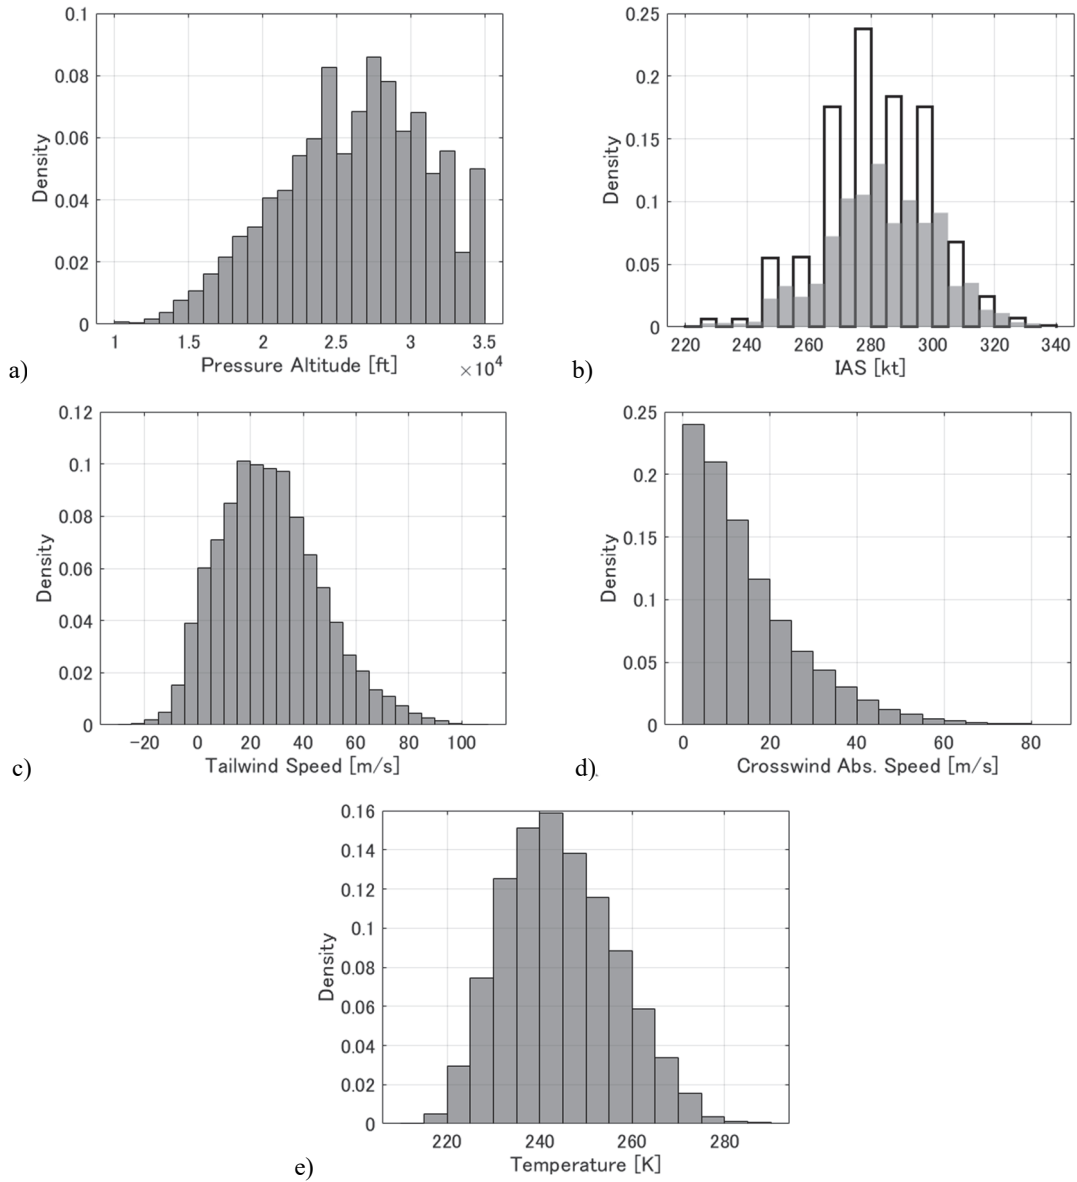 0.1
0.08
0.06
0.04
0.02
0
Density
1 1.5 2 2.5 3 3.5
Pressure Altitude [ft] ×10⁴
a)
0.25
0.2
0.15
0.1
0.05
0
Density
220 240 260 280 300 320 340
IAS [kt]
b)
0.12
0.1
0.08
0.06
0.04
0.02
0
Density
−20 0 20 40 60 80 100
Tailwind Speed [m/s]
c)
0.25
0.2
0.15
0.1
0.05
0
Density
0 20 40 60 80
Crosswind Abs. Speed [m/s]
d)
0.16
0.14
0.12
0.1
0.08
0.06
0.04
0.02
0
Density
220 240 260 280
Temperature [K]
e)